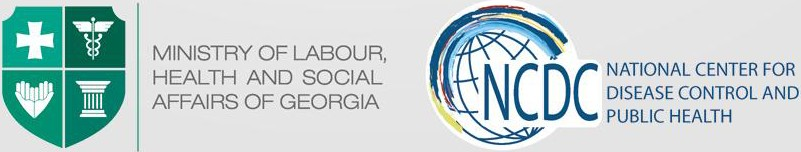 MINISTRY OF LABOUR,
HEALTH AND SOCIAL
AFFAIRS OF GEORGIA
NCDC
NATIONAL CENTER FOR
DISEASE CONTROL AND
PUBLIC HEALTH